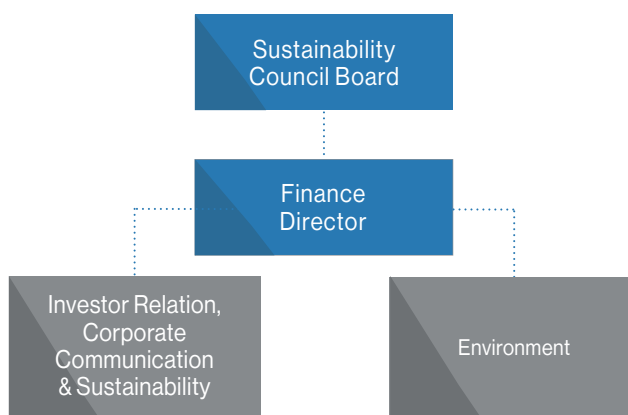 Sustainability
Council Board
Finance
Director
Investor Relation,
Corporate
Communication
& Sustainability
Environment